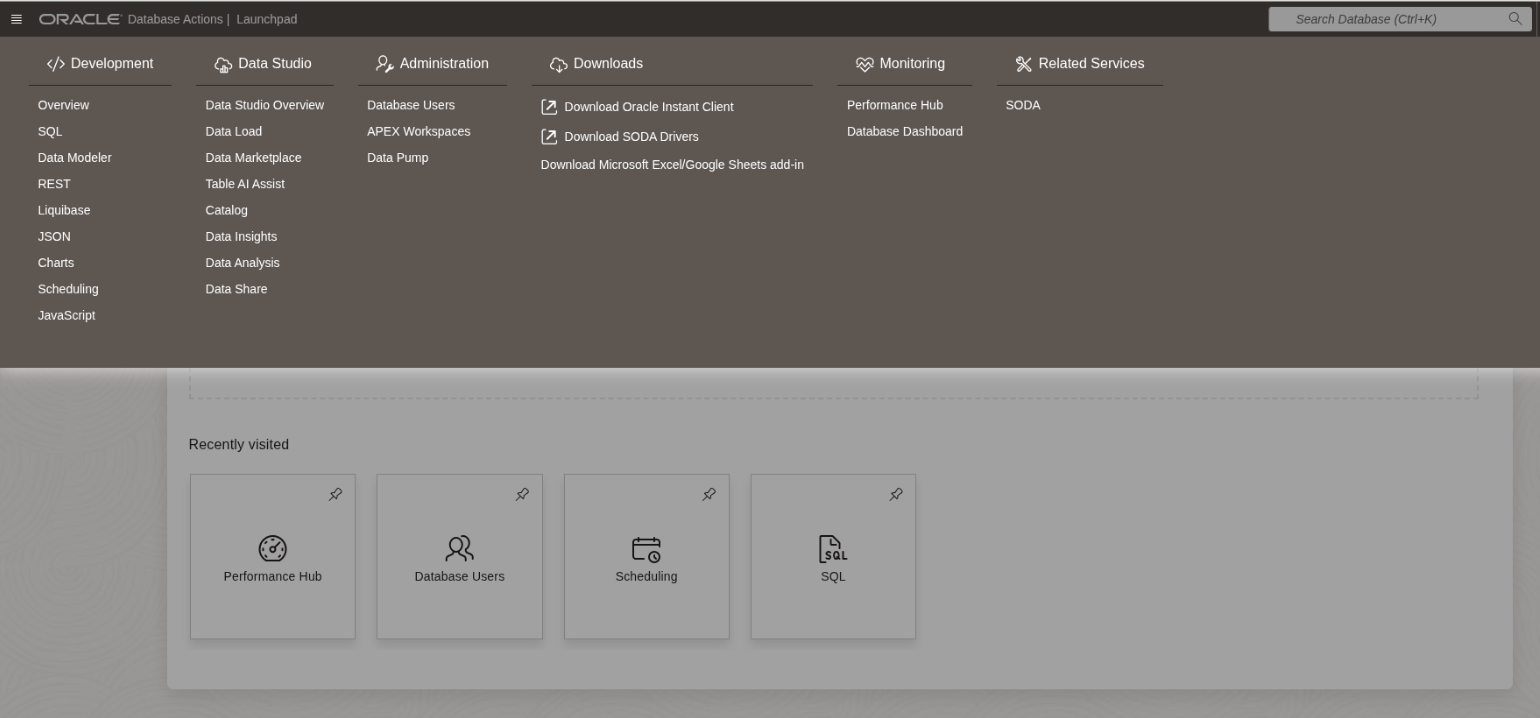 ORACLE Database Actions | Launchpad
Search Database (Ctrl+K)
Development
Overview
SQL
Data Modeler
REST
Liquibase
JSON
Charts
Scheduling
JavaScript
Data Studio
Data Studio Overview
Data Load
Data Marketplace
Table AI Assist
Catalog
Data Insights
Data Analysis
Data Share
Administration
Database Users
APEX Workspaces
Data Pump
Downloads
Download Oracle Instant Client
Download SODA Drivers
Download Microsoft Excel/Google Sheets add-in
Monitoring
Performance Hub
Database Dashboard
Related Services
SODA
Recently visited
Performance Hub
Database Users
Scheduling
SQL
SQL